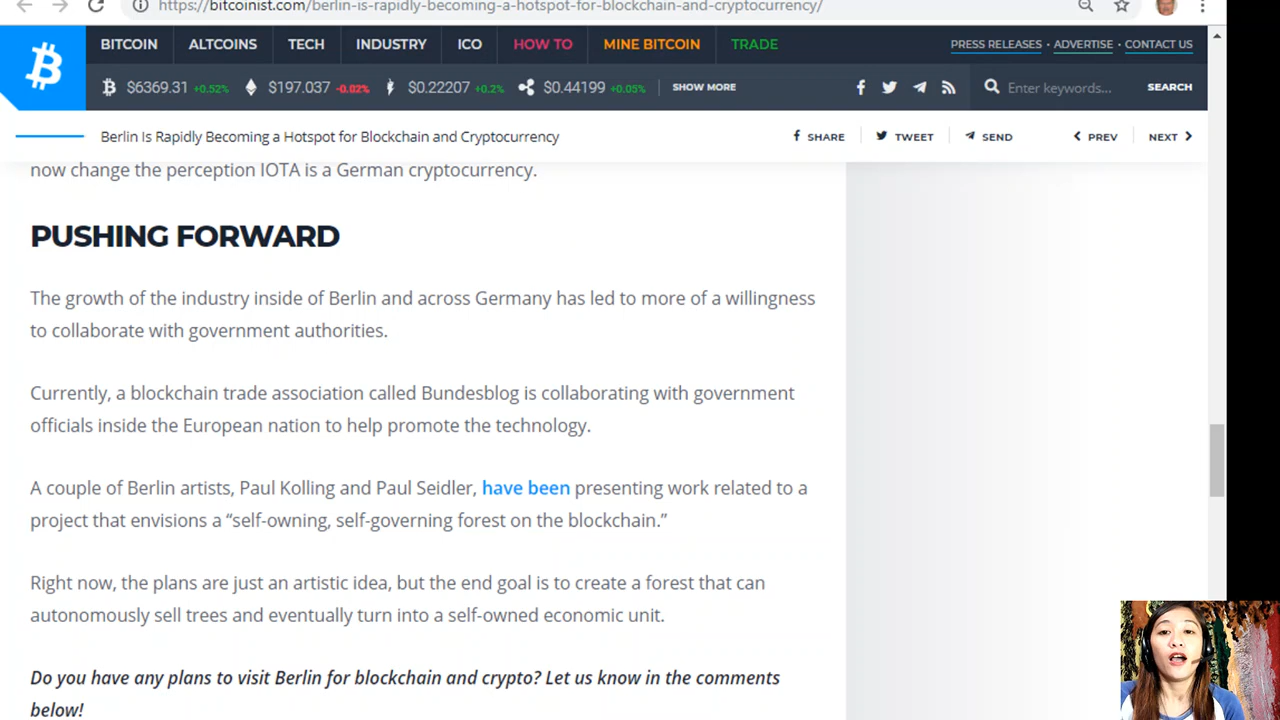 https://bitcoinist.com/berlin-is-rapidly-becoming-a-hotspot-for-blockchain-and-cryptocurrency/
BITCOIN ALTCOINS TECH INDUSTRY ICO HOW TO MINE BITCOIN TRADE PRESS RELEASES • ADVERTISE • CONTACT US
$6369.31 +0.52% $197.037 -0.02% $0.22207 +0.2% $0.44199 +0.05% SHOW MORE Enter keywords... SEARCH
Berlin Is Rapidly Becoming a Hotspot for Blockchain and Cryptocurrency SHARE TWEET SEND PREV NEXT
now change the perception IOTA is a German cryptocurrency.
PUSHING FORWARD
The growth of the industry inside of Berlin and across Germany has led to more of a willingness
to collaborate with government authorities.
Currently, a blockchain trade association called Bundesblog is collaborating with government
officials inside the European nation to help promote the technology.
A couple of Berlin artists, Paul Kolling and Paul Seidler, have been presenting work related to a
project that envisions a “self-owning, self-governing forest on the blockchain.”
Right now, the plans are just an artistic idea, but the end goal is to create a forest that can
autonomously sell trees and eventually turn into a self-owned economic unit.
Do you have any plans to visit Berlin for blockchain and crypto? Let us know in the comments
below!